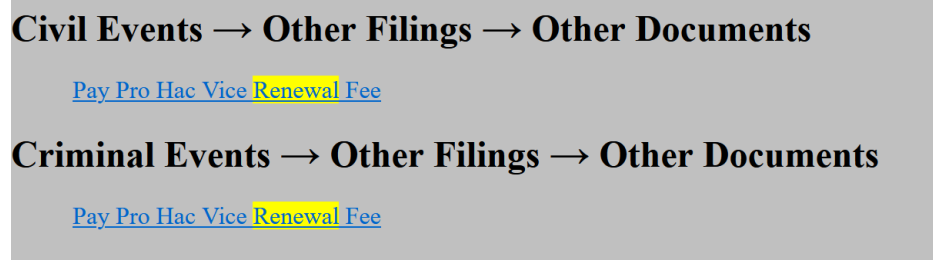 Civil Events → Other Filings → Other Documents
Pay Pro Hac Vice Renewal Fee
Criminal Events → Other Filings → Other Documents
Pay Pro Hac Vice Renewal Fee